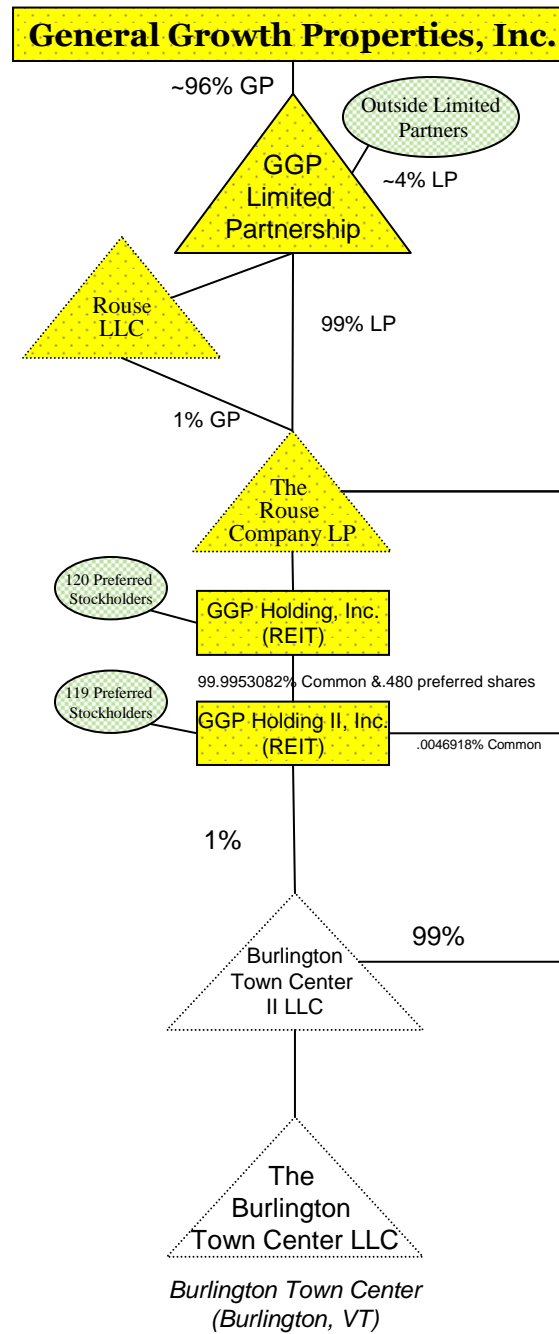 General Growth Properties, Inc.
~96% GP
Outside Limited
Partners
GGP
Limited
Partnership
~4% LP
Rouse
LLC
99% LP
1% GP
The
Rouse
Company LP
120 Preferred
Stockholders
GGP Holding, Inc.
(REIT)
99.9953082% Common &.480 preferred shares
119 Preferred
Stockholders
GGP Holding II, Inc.
(REIT)
.0046918% Common
1%
99%
Burlington
Town Center
II LLC
The
Burlington
Town Center LLC
Burlington Town Center
(Burlington, VT)